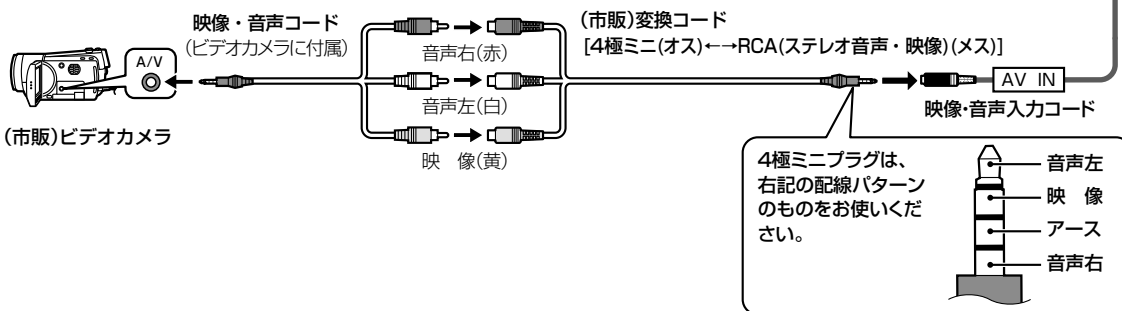 映像・音声コード
(ビデオカメラに付属)
A/V
(市販)ビデオカメラ
音声右(赤)
音声左(白)
映 像(黄)
(市販)変換コード
[4極ミニ(オス)←→RCA(ステレオ音声・映像)(メス)]
AV IN
映像・音声入力コード
4極ミニプラグは、
右記の配線パターン
のものをお使いくだ
さい。
音声左
映 像
アース
音声右